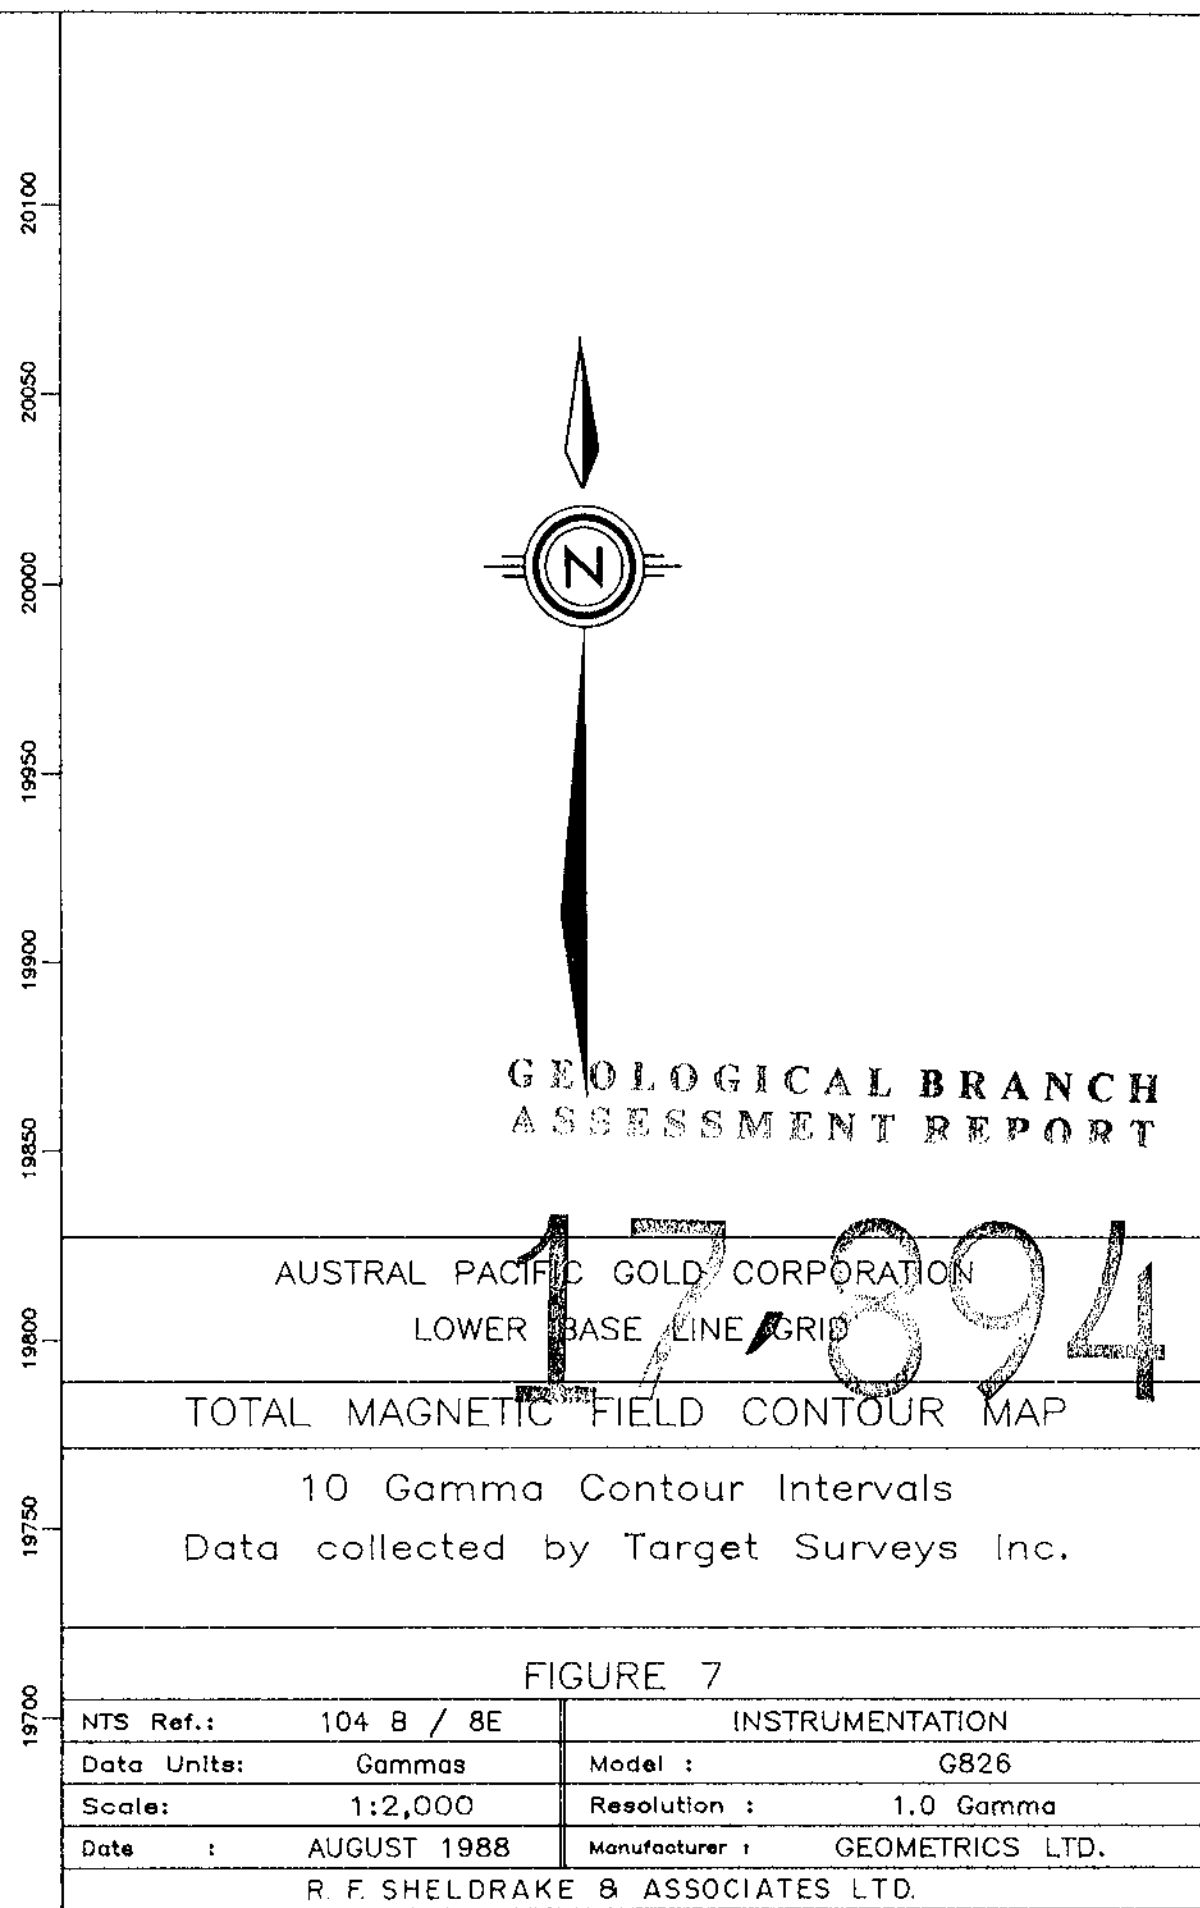 20100
20050
N
20000
19950
19900
GEOLOGICAL BRANCH
ASSESSMENT REPORT
19850
17,894
AUSTRAL PACIFIC GOLD CORPORATION
LOWER BASE LINE GRID
19800
TOTAL MAGNETIC FIELD CONTOUR MAP
10 Gamma Contour Intervals
19750
Data collected by Target Surveys Inc.
FIGURE 7
19700
NTS Ref.: 104 B / 8E INSTRUMENTATION
Data Units: Gammas Model : G826
Scale: 1:2,000 Resolution : 1.0 Gamma
Date : AUGUST 1988 Manufacturer : GEOMETRICS LTD.
R. F. SHELDRAKE & ASSOCIATES LTD.